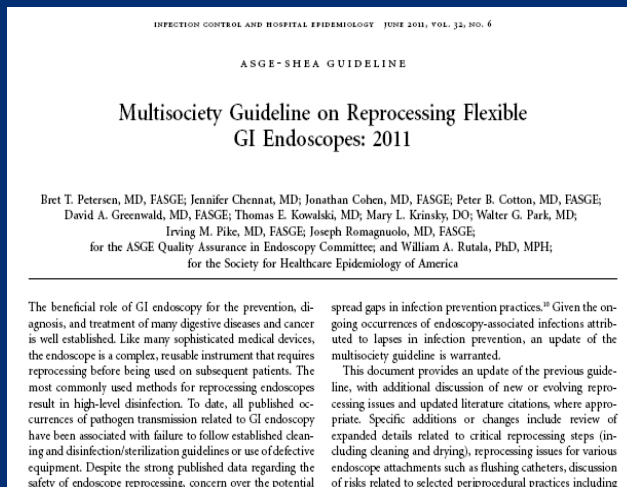 INFECTION CONTROL AND HOSPITAL EPIDEMIOLOGY JUNE 2011, VOL. 32, NO. 6
ASGE-SHEA GUIDELINE
Multisociety Guideline on Reprocessing Flexible
GI Endoscopes: 2011
Bret T. Petersen, MD, FASGE; Jennifer Chennat, MD; Jonathan Cohen, MD, FASGE; Peter B. Cotton, MD, FASGE;
David A. Greenwald, MD, FASGE; Thomas E. Kowalski, MD; Mary L. Krinsky, DO; Walter G. Park, MD;
Irving M. Pike, MD, FASGE; Joseph Romagnuolo, MD, FASGE;
for the ASGE Quality Assurance in Endoscopy Committee; and William A. Rutala, PhD, MPH;
for the Society for Healthcare Epidemiology of America
The beneficial role of GI endoscopy for the prevention, di-
agnosis, and treatment of many digestive diseases and cancer
is well established. Like many sophisticated medical devices,
the endoscope is a complex, reusable instrument that requires
reprocessing before being used on subsequent patients. The
most commonly used methods for reprocessing endoscopes
result in high-level disinfection. To date, all published oc-
currences of pathogen transmission related to GI endoscopy
have been associated with failure to follow established clean-
ing and disinfection/sterilization guidelines or use of defective
equipment. Despite the strong published data regarding the
safety of endoscope reprocessing, concern over the potential
spread gaps in infection prevention practices.¹⁰ Given the on-
going occurrences of endoscopy-associated infections attrib-
uted to lapses in infection prevention, an update of the
multisociety guideline is warranted.
This document provides an update of the previous guide-
line, with additional discussion of new or evolving repro-
cessing issues and updated literature citations, where appro-
priate. Specific additions or changes include review of
expanded details related to critical reprocessing steps (in-
cluding cleaning and drying), reprocessing issues for various
endoscope attachments such as flushing catheters, discussion
of risks related to selected periprocedural practices including